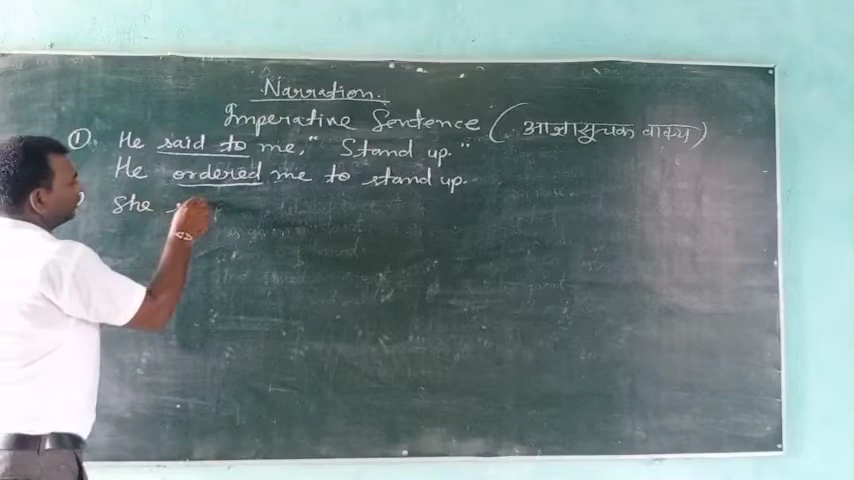 Narration.
Imperative Sentence (आज्ञासुचक वाक्य)
①. He said to me, "Stand up."
He ordered me to stand up.
She